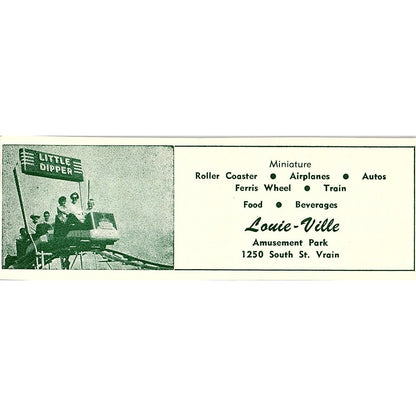 LITTLE
DIPPER
Miniature
Roller Coaster ● Airplanes ● Autos
Ferris Wheel ● Train
Food ● Beverages
Louie-Ville
Amusement Park
1250 South St. Vrain